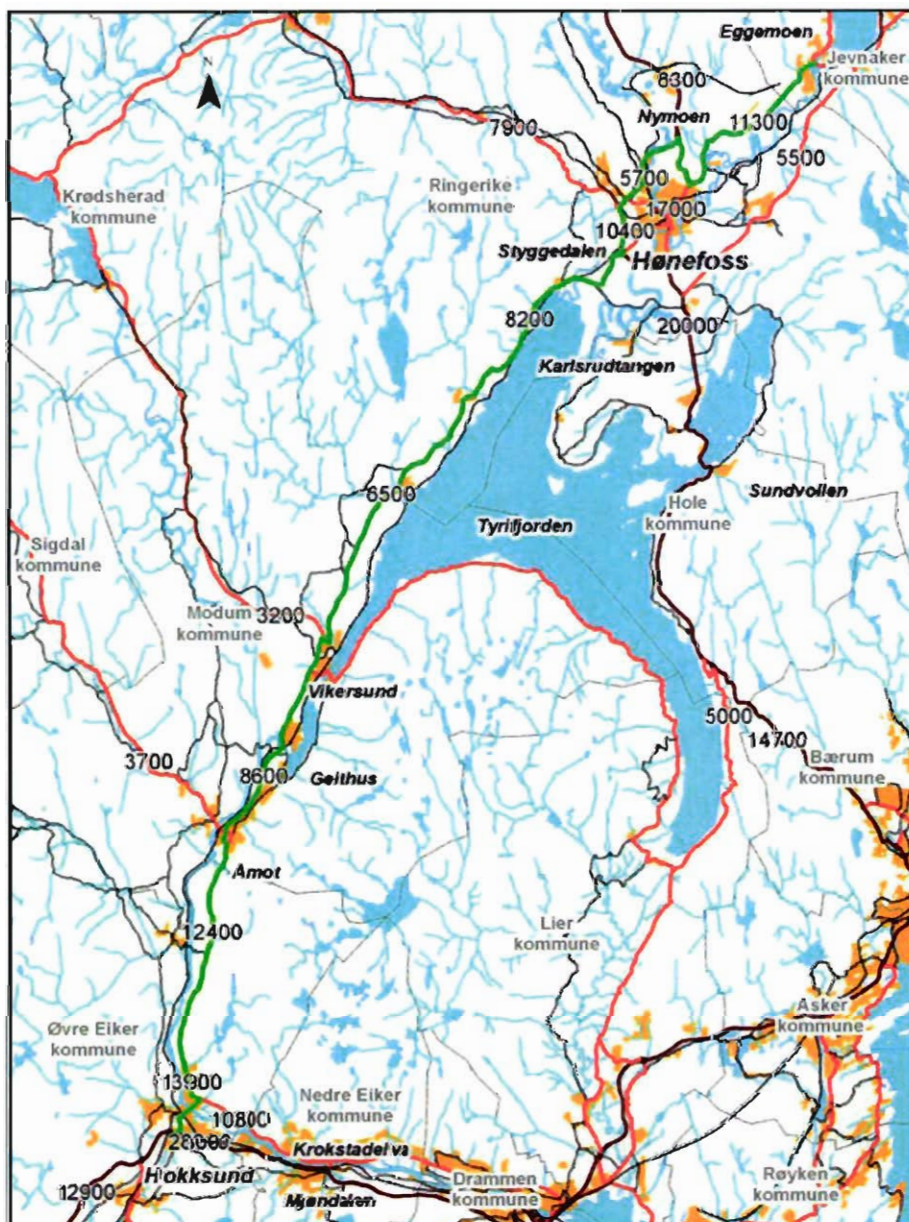 Eggemoen
Jevnaker
kommune
N
8300
Nymoen
11300
7900
5500
Krødsherad
kommune
Ringerike
kommune
5700
17000
10400
Styggedalen
Hønefoss
8200
20000
Karlsrudtangen
6500
Sundvollen
Hole
kommune
Tyrifjorden
Sigdal
kommune
Modum
kommune
3200
Vikersund
5000
14700
Bærum
kommune
3700
8600
Geithus
Åmot
12400
Lier
kommune
Øvre Eiker
kommune
Asker
kommune
13900
Nedre Eiker
kommune
10800
Krokstadelva
Hokksund
12900
Mjøndalen
Drammen
kommune
Røyken
kommune